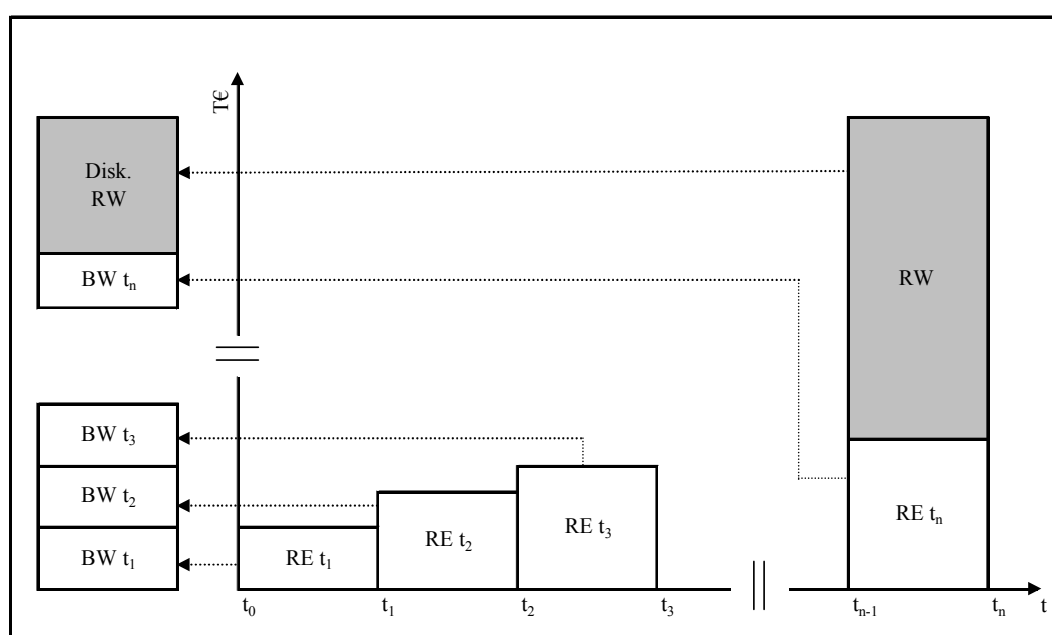 T€
Disk.
RW
BW tₙ
RW
BW t₃
BW t₂
BW t₁
RE t₁
RE t₂
RE t₃
RE tₙ
t₀
t₁
t₂
t₃
tₙ₋₁
tₙ
t